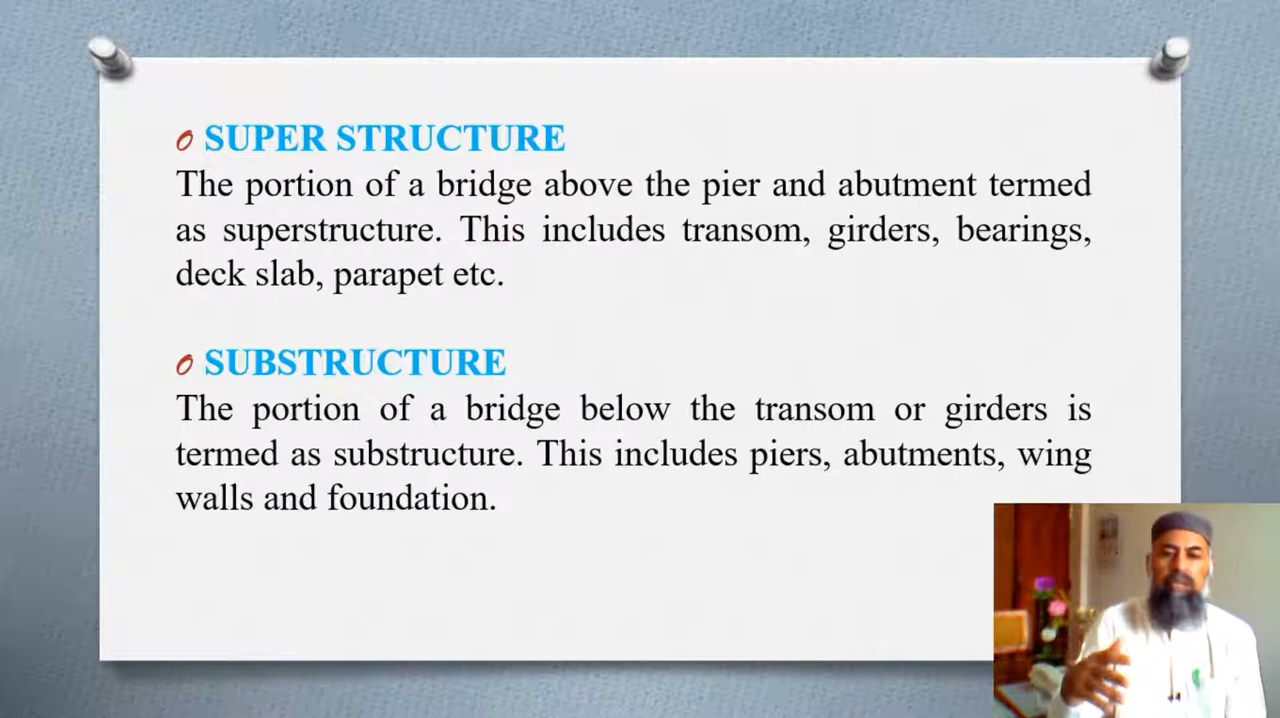 SUPER STRUCTURE
The portion of a bridge above the pier and abutment termed
as superstructure. This includes transom, girders, bearings,
deck slab, parapet etc.
SUBSTRUCTURE
The portion of a bridge below the transom or girders is
termed as substructure. This includes piers, abutments, wing
walls and foundation.